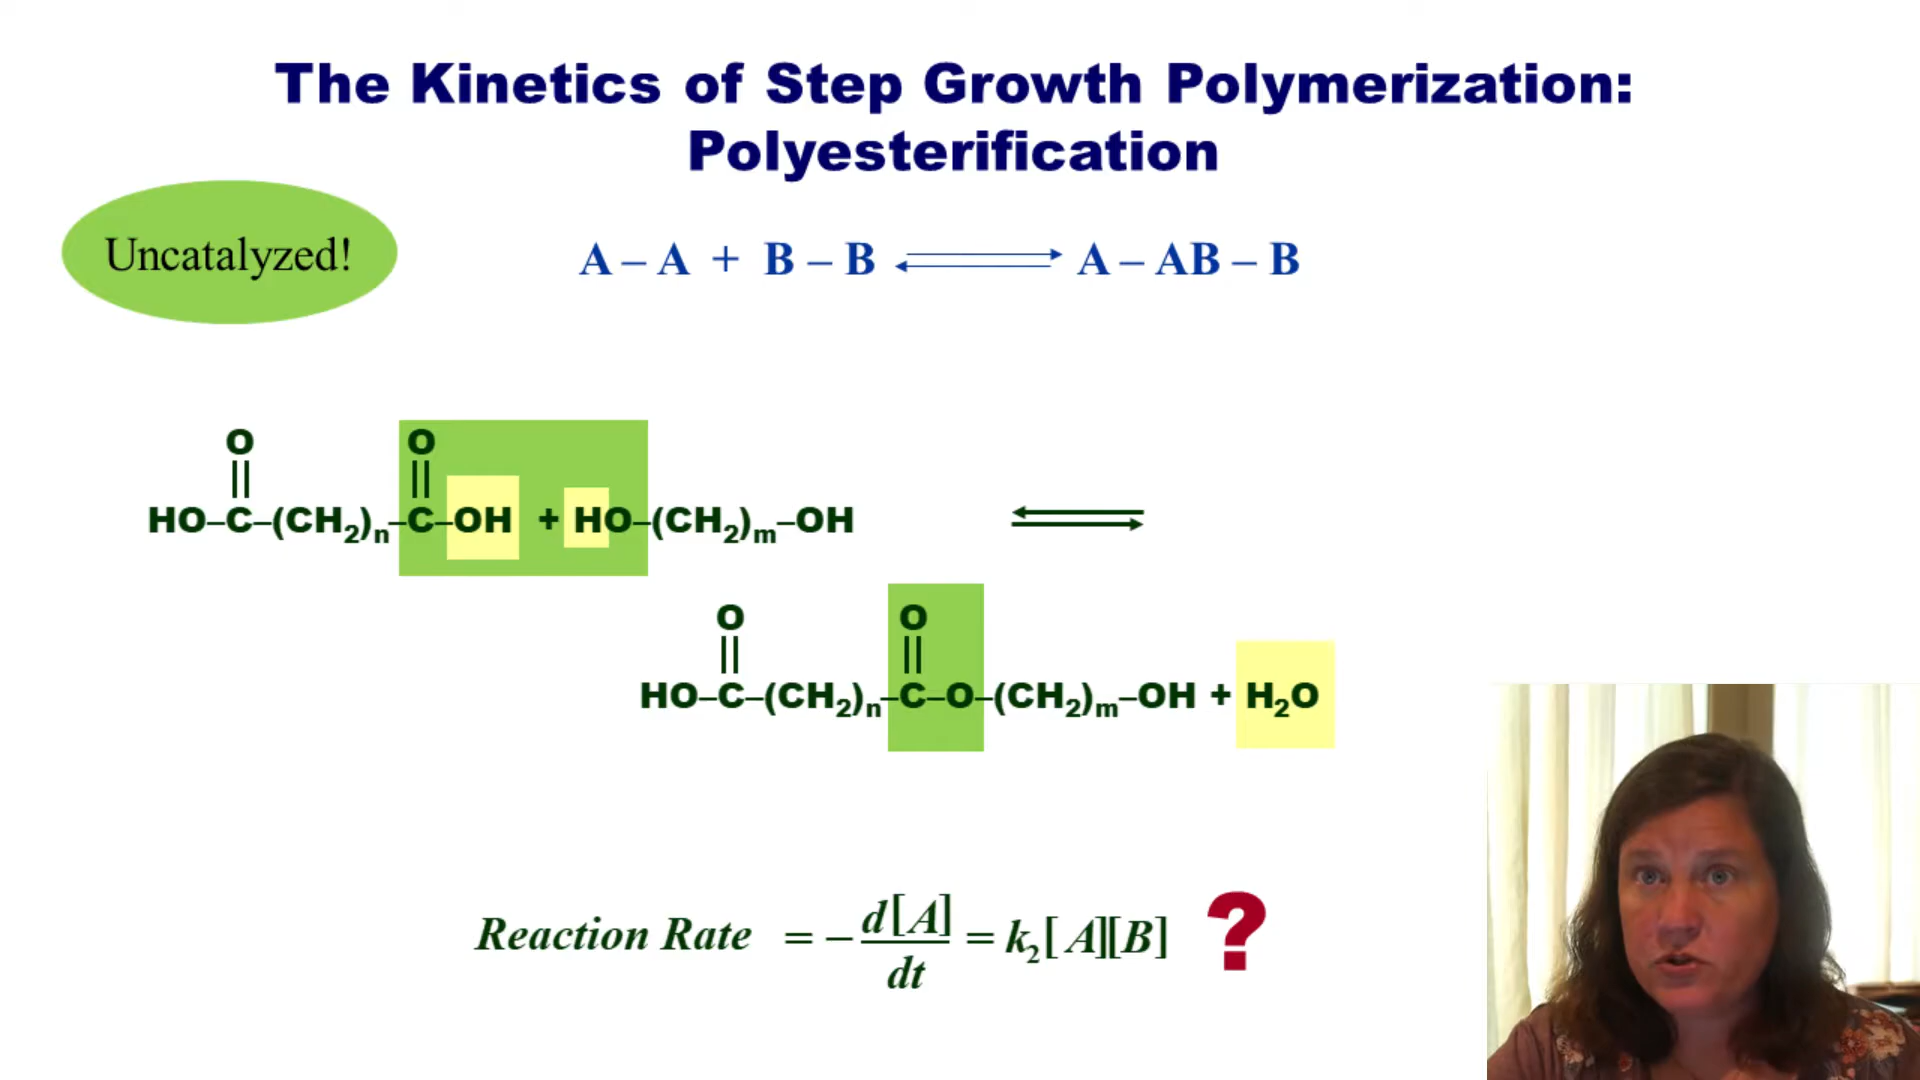 The Kinetics of Step Growth Polymerization:
Polyesterification
Uncatalyzed!
A – A + B – B ⇌ A – AB – B
O O
|| ||
HO–C–(CH₂)ₙ–C–OH + HO–(CH₂)ₘ–OH ⇌
O O
|| ||
HO–C–(CH₂)ₙ–C–O–(CH₂)ₘ–OH + H₂O
Reaction Rate = – d[A]/dt = k₂[A][B] ?